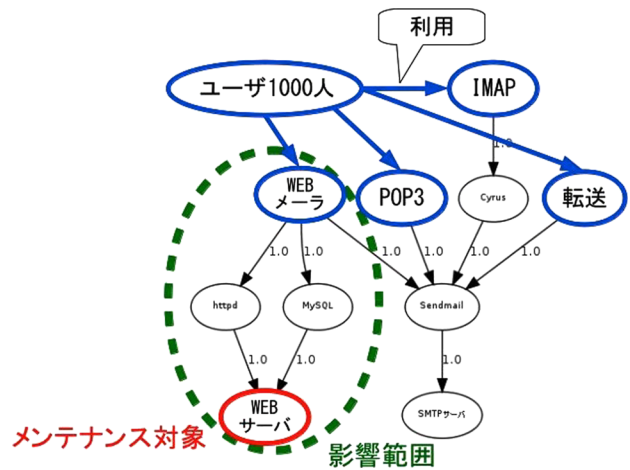 利用
ユーザ1000人
IMAP
1.0
WEB
メーラ
POP3
Cyrus
転送
1.0
1.0
1.0
1.0
1.0
1.0
httpd
MySQL
Sendmail
1.0
1.0
1.0
WEB
サーバ
SMTPサーバ
メンテナンス対象
影響範囲